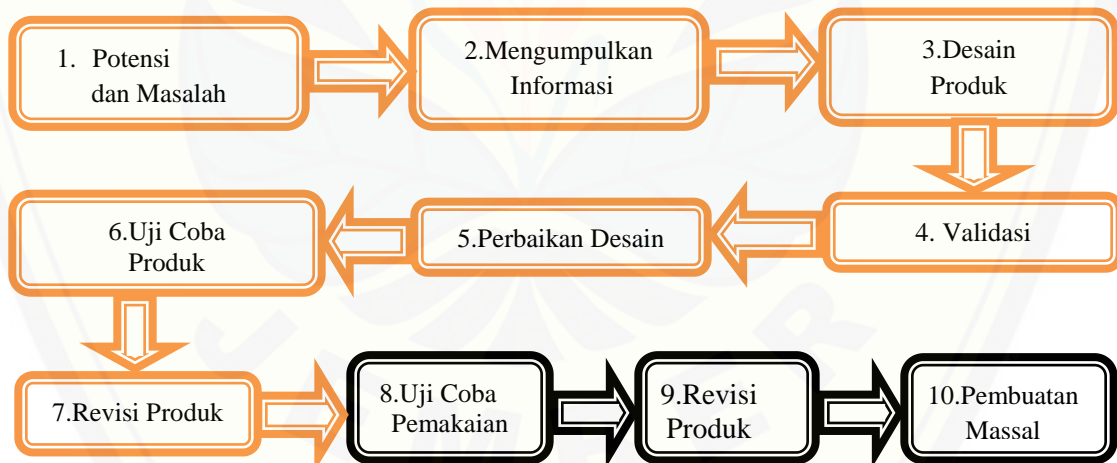 1. Potensi
dan Masalah
2.Mengumpulkan
Informasi
3.Desain
Produk
4. Validasi
5.Perbaikan Desain
6.Uji Coba
Produk
7.Revisi Produk
8.Uji Coba
Pemakaian
9.Revisi
Produk
10.Pembuatan
Massal